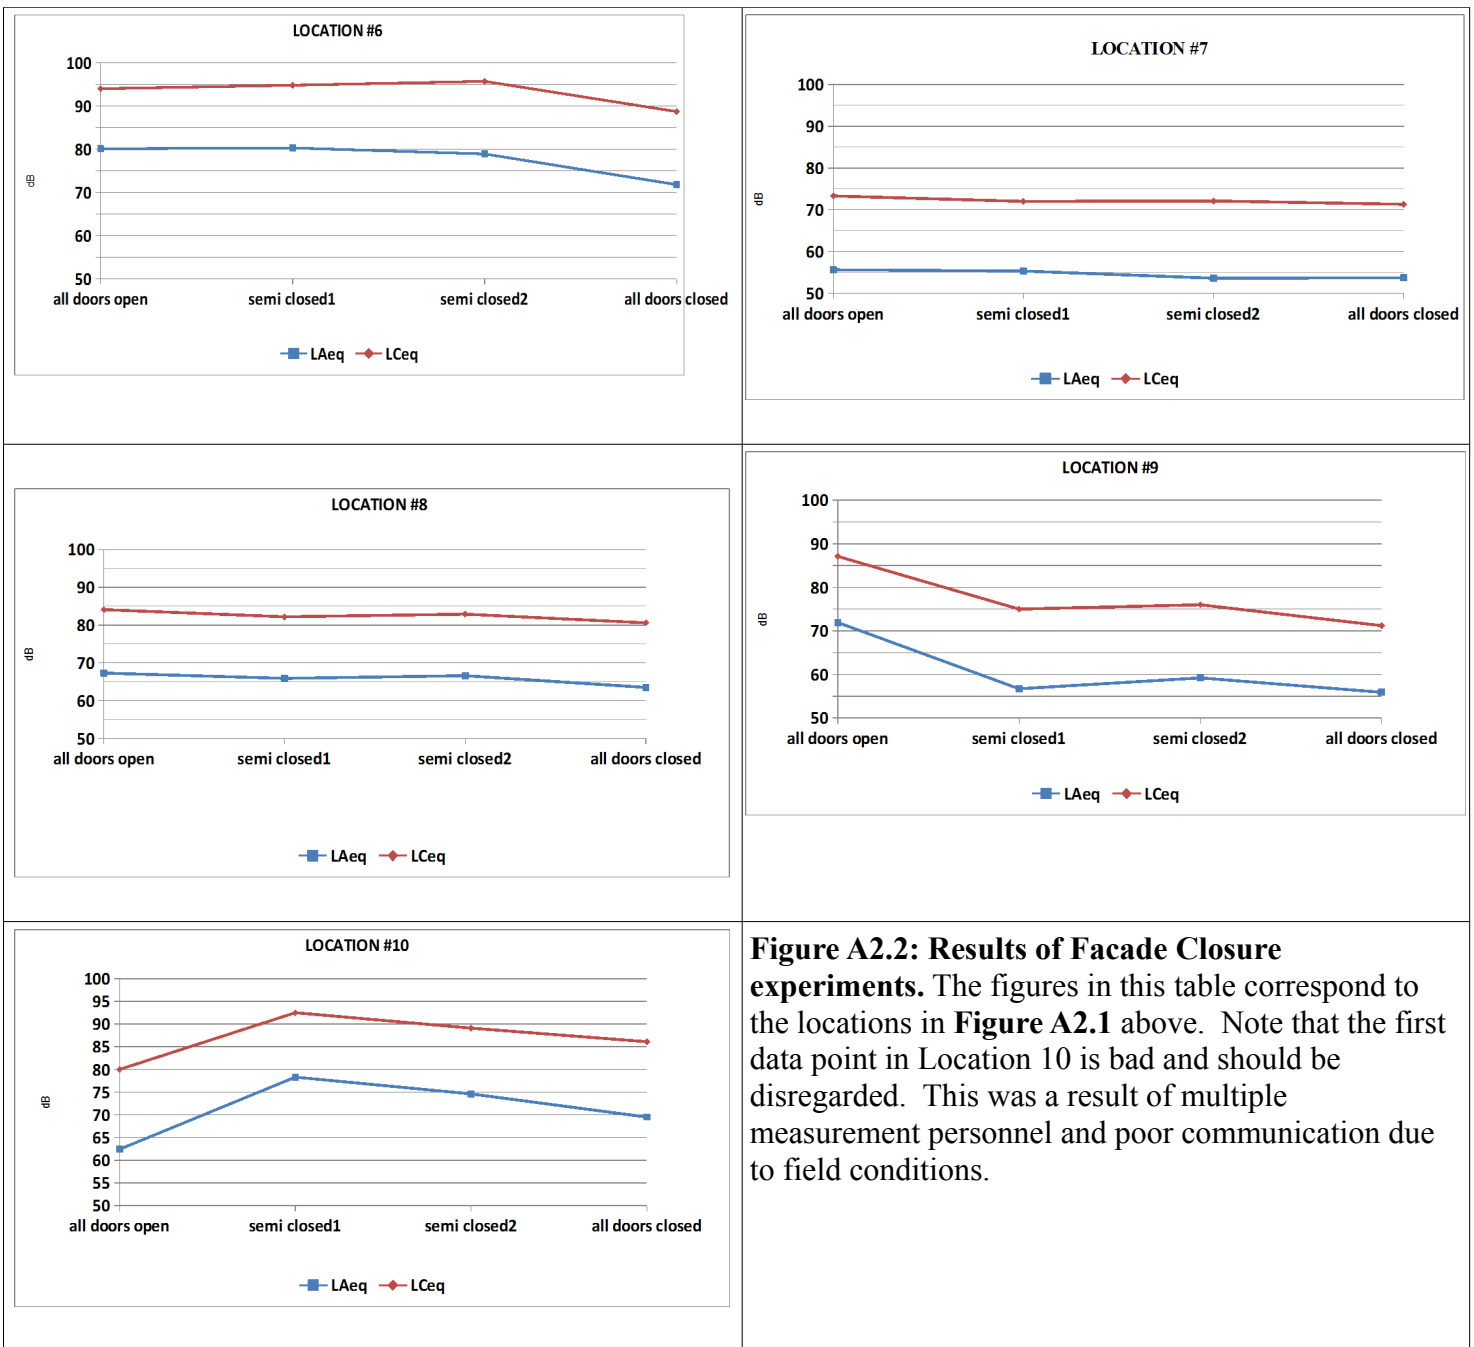 LOCATION #6
100
90
80
70
60
50
dB
all doors open semi closed1 semi closed2 all doors closed
LAeq LCeq
LOCATION #7
100
90
80
70
60
50
dB
all doors open semi closed1 semi closed2 all doors closed
LAeq LCeq
LOCATION #8
100
90
80
70
60
50
dB
all doors open semi closed1 semi closed2 all doors closed
LAeq LCeq
LOCATION #9
100
90
80
70
60
50
dB
all doors open semi closed1 semi closed2 all doors closed
LAeq LCeq
LOCATION #10
100
95
90
85
80
75
70
65
60
55
50
dB
all doors open semi closed1 semi closed2 all doors closed
LAeq LCeq
Figure A2.2: Results of Facade Closure
experiments. The figures in this table correspond to
the locations in Figure A2.1 above. Note that the first
data point in Location 10 is bad and should be
disregarded. This was a result of multiple
measurement personnel and poor communication due
to field conditions.